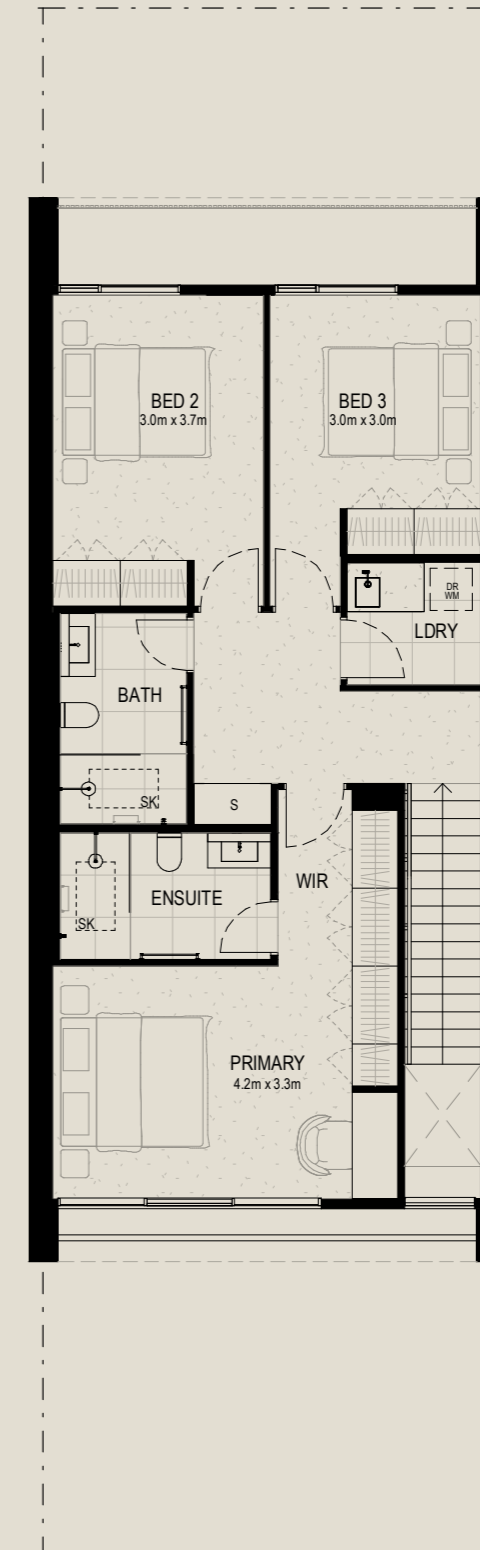 BED 2
3.0m x 3.7m
BED 3
3.0m x 3.0m
DR
WM
LDRY
BATH
SK
S
WIR
ENSUITE
SK
PRIMARY
4.2m x 3.3m